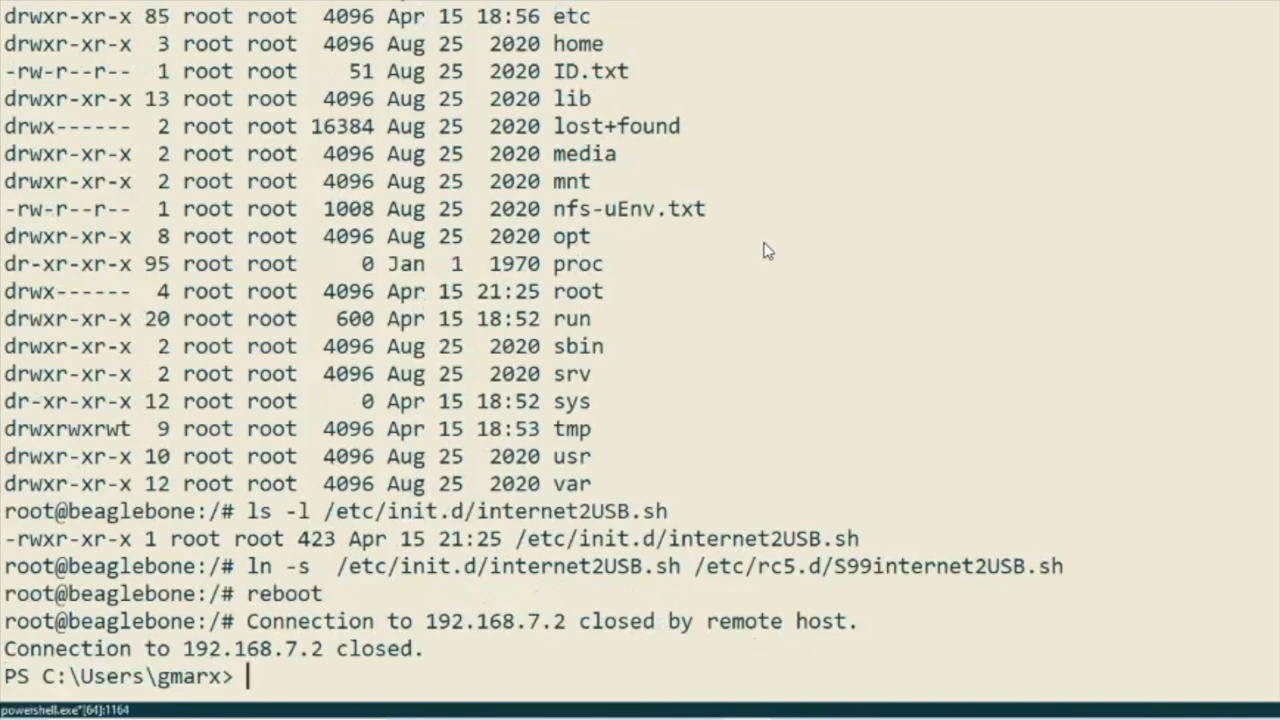 drwxr-xr-x 85 root root  4096 Apr 15 18:56 etc
drwxr-xr-x  3 root root  4096 Aug 25  2020 home
-rw-r--r--  1 root root    51 Aug 25  2020 ID.txt
drwxr-xr-x 13 root root  4096 Aug 25  2020 lib
drwx------  2 root root 16384 Aug 25  2020 lost+found
drwxr-xr-x  2 root root  4096 Aug 25  2020 media
drwxr-xr-x  2 root root  4096 Aug 25  2020 mnt
-rw-r--r--  1 root root  1008 Aug 25  2020 nfs-uEnv.txt
drwxr-xr-x  8 root root  4096 Aug 25  2020 opt
dr-xr-xr-x 95 root root     0 Jan  1  1970 proc
drwx------  4 root root  4096 Apr 15 21:25 root
drwxr-xr-x 20 root root   600 Apr 15 18:52 run
drwxr-xr-x  2 root root  4096 Aug 25  2020 sbin
drwxr-xr-x  2 root root  4096 Aug 25  2020 srv
dr-xr-xr-x 12 root root     0 Apr 15 18:52 sys
drwxrwxrwt  9 root root  4096 Apr 15 18:53 tmp
drwxr-xr-x 10 root root  4096 Aug 25  2020 usr
drwxr-xr-x 12 root root  4096 Aug 25  2020 var
root@beaglebone:/# ls -l /etc/init.d/internet2USB.sh
-rwxr-xr-x 1 root root 423 Apr 15 21:25 /etc/init.d/internet2USB.sh
root@beaglebone:/# ln -s  /etc/init.d/internet2USB.sh /etc/rc5.d/S99internet2USB.sh
root@beaglebone:/# reboot
root@beaglebone:/# Connection to 192.168.7.2 closed by remote host.
Connection to 192.168.7.2 closed.
PS C:\Users\gmarx>
powershell.exe*[64]:1164